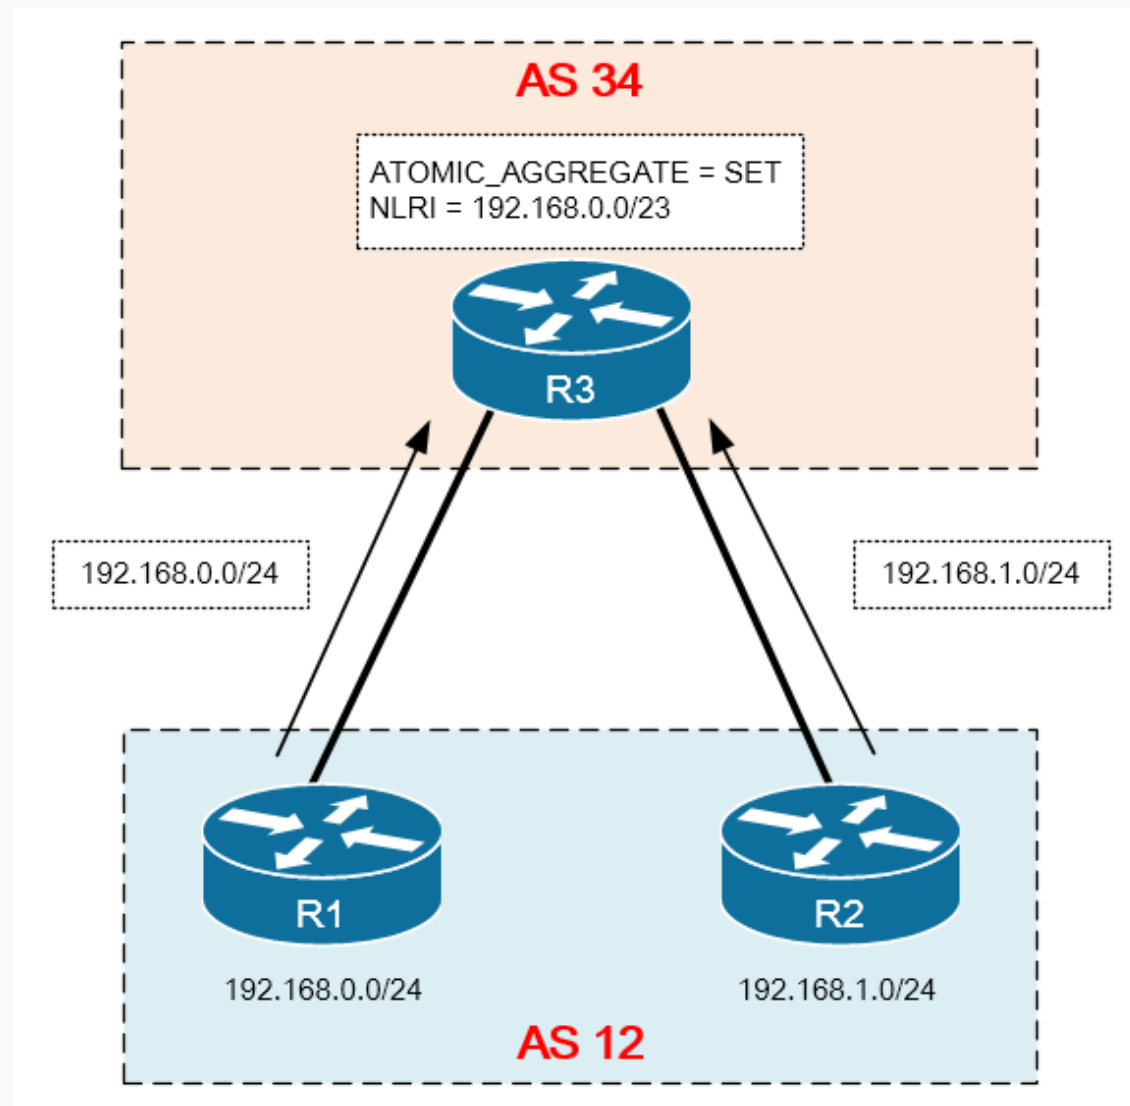 AS 34
ATOMIC_AGGREGATE = SET
NLRI = 192.168.0.0/23
R3
192.168.0.0/24
192.168.1.0/24
R1
R2
192.168.0.0/24
192.168.1.0/24
AS 12